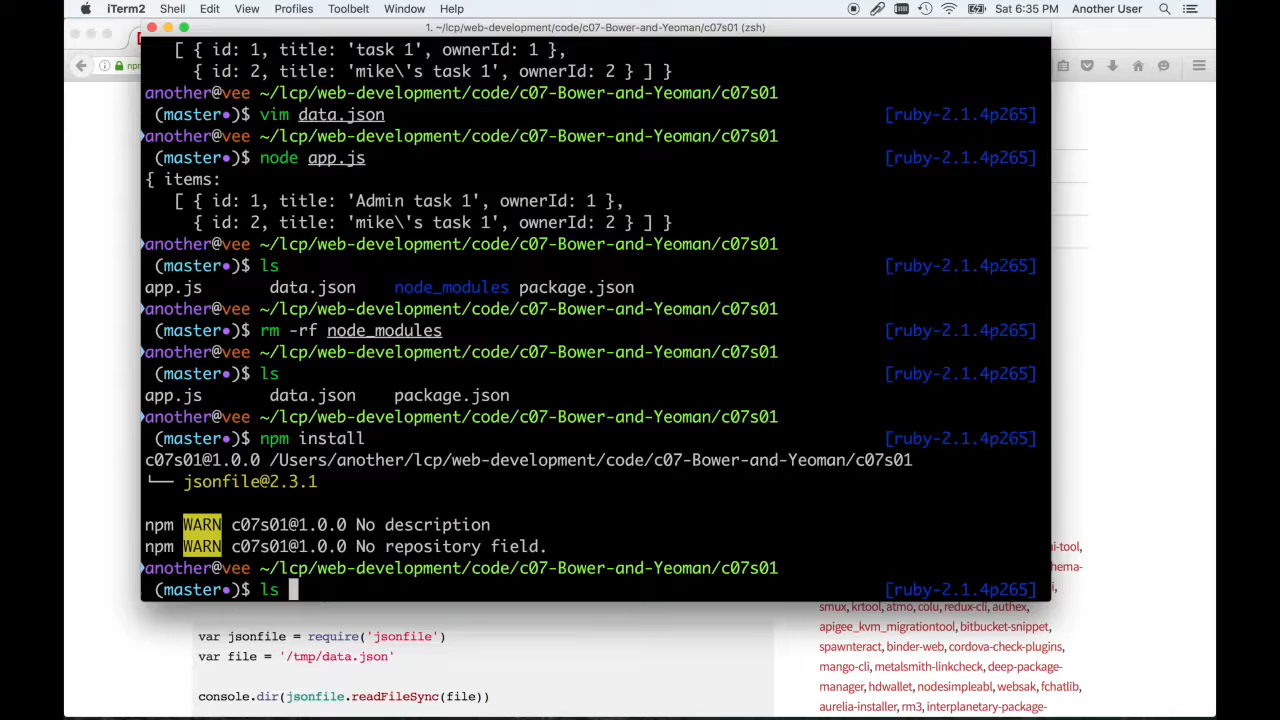 iTerm2 Shell Edit View Profiles Toolbelt Window Help Sat 6:35 PM Another User
1. ~/lcp/web-development/code/c07-Bower-and-Yeoman/c07s01 (zsh)
[ { id: 1, title: 'task 1', ownerId: 1 },
{ id: 2, title: 'mike\'s task 1', ownerId: 2 } ] }
another@vee ~/lcp/web-development/code/c07-Bower-and-Yeoman/c07s01
(master•)$ vim data.json [ruby-2.1.4p265]
another@vee ~/lcp/web-development/code/c07-Bower-and-Yeoman/c07s01
(master•)$ node app.js [ruby-2.1.4p265]
{ items:
[ { id: 1, title: 'Admin task 1', ownerId: 1 },
{ id: 2, title: 'mike\'s task 1', ownerId: 2 } ] }
another@vee ~/lcp/web-development/code/c07-Bower-and-Yeoman/c07s01
(master•)$ ls [ruby-2.1.4p265]
app.js data.json node_modules package.json
another@vee ~/lcp/web-development/code/c07-Bower-and-Yeoman/c07s01
(master•)$ rm -rf node_modules [ruby-2.1.4p265]
another@vee ~/lcp/web-development/code/c07-Bower-and-Yeoman/c07s01
(master•)$ ls [ruby-2.1.4p265]
app.js data.json package.json
another@vee ~/lcp/web-development/code/c07-Bower-and-Yeoman/c07s01
(master•)$ npm install [ruby-2.1.4p265]
c07s01@1.0.0 /Users/another/lcp/web-development/code/c07-Bower-and-Yeoman/c07s01
└── jsonfile@2.3.1
npm WARN c07s01@1.0.0 No description
npm WARN c07s01@1.0.0 No repository field.
another@vee ~/lcp/web-development/code/c07-Bower-and-Yeoman/c07s01
(master•)$ ls [ruby-2.1.4p265]
var jsonfile = require('jsonfile')
var file = '/tmp/data.json'
console.dir(jsonfile.readFileSync(file))
smux, krtool, atmo, colu, redux-cli, authex,
apigee_kvm_migrationtool, bitbucket-snippet,
spawnteract, binder-web, cordova-check-plugins,
mango-cli, metalsmith-linkcheck, deep-package-
manager, hdwallet, nodesimpleabl, websak, fchatlib,
aurelia-installer, rm3, interplanetary-package-